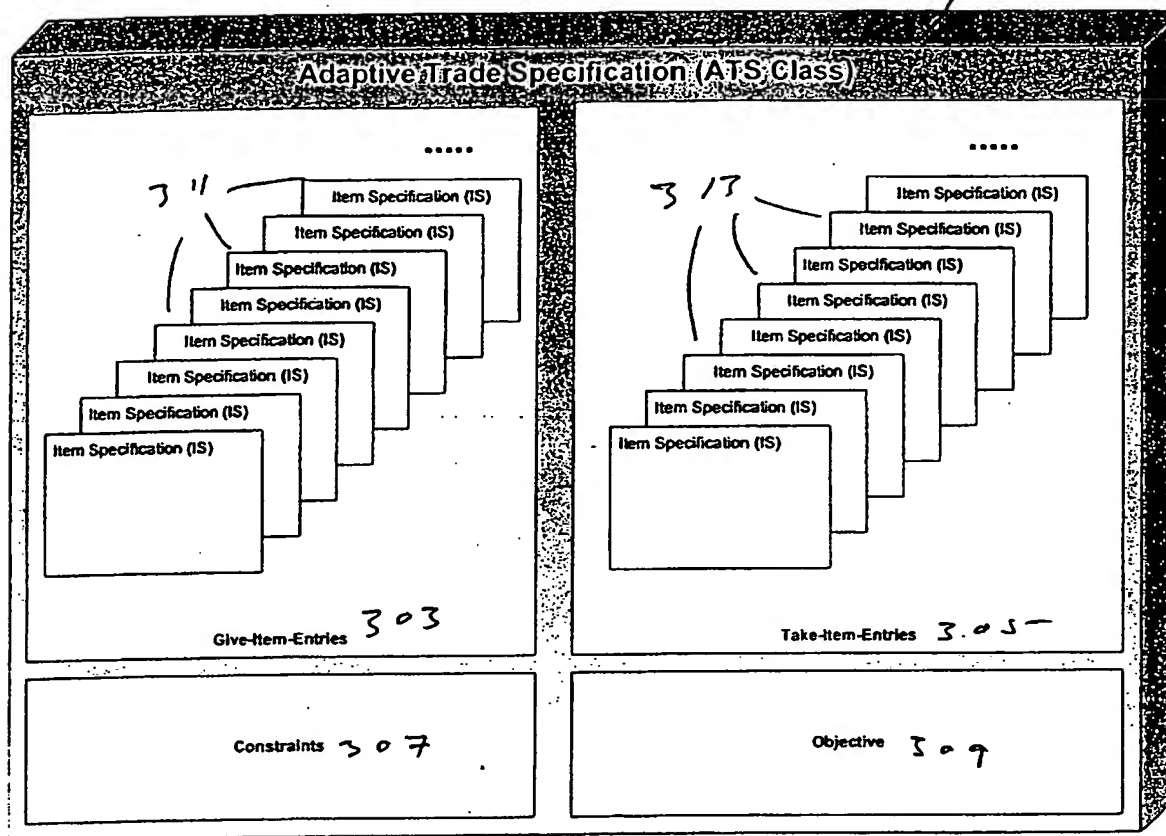 Adaptive Trade Specification (ATS Class)
.....
311
Item Specification (IS)
Item Specification (IS)
Item Specification (IS)
Item Specification (IS)
Item Specification (IS)
Item Specification (IS)
Item Specification (IS)
Item Specification (IS)
Give-Item-Entries 303
.....
313
Item Specification (IS)
Item Specification (IS)
Item Specification (IS)
Item Specification (IS)
Item Specification (IS)
Item Specification (IS)
Item Specification (IS)
Item Specification (IS)
Take-Item-Entries 305
Constraints 307
Objective 309